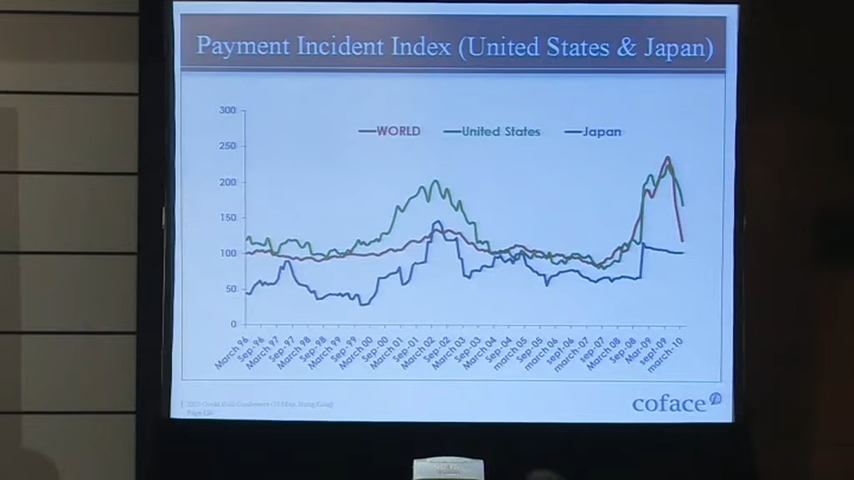 Payment Incident Index (United States & Japan)
300
WORLD United States Japan
250
200
150
100
50
0
March 96
Sep-96
March 97
Sep-97
March 98
Sep-98
March 99
Sep-99
March 00
Sep-00
March 01
Sep-01
March 02
Sep-02
March 03
Sep-03
March 04
Sep-04
march 05
Sep-05
march 06
sept-06
march 07
sep-07
March 08
sep-08
Mar-09
sept-09
march-10
coface